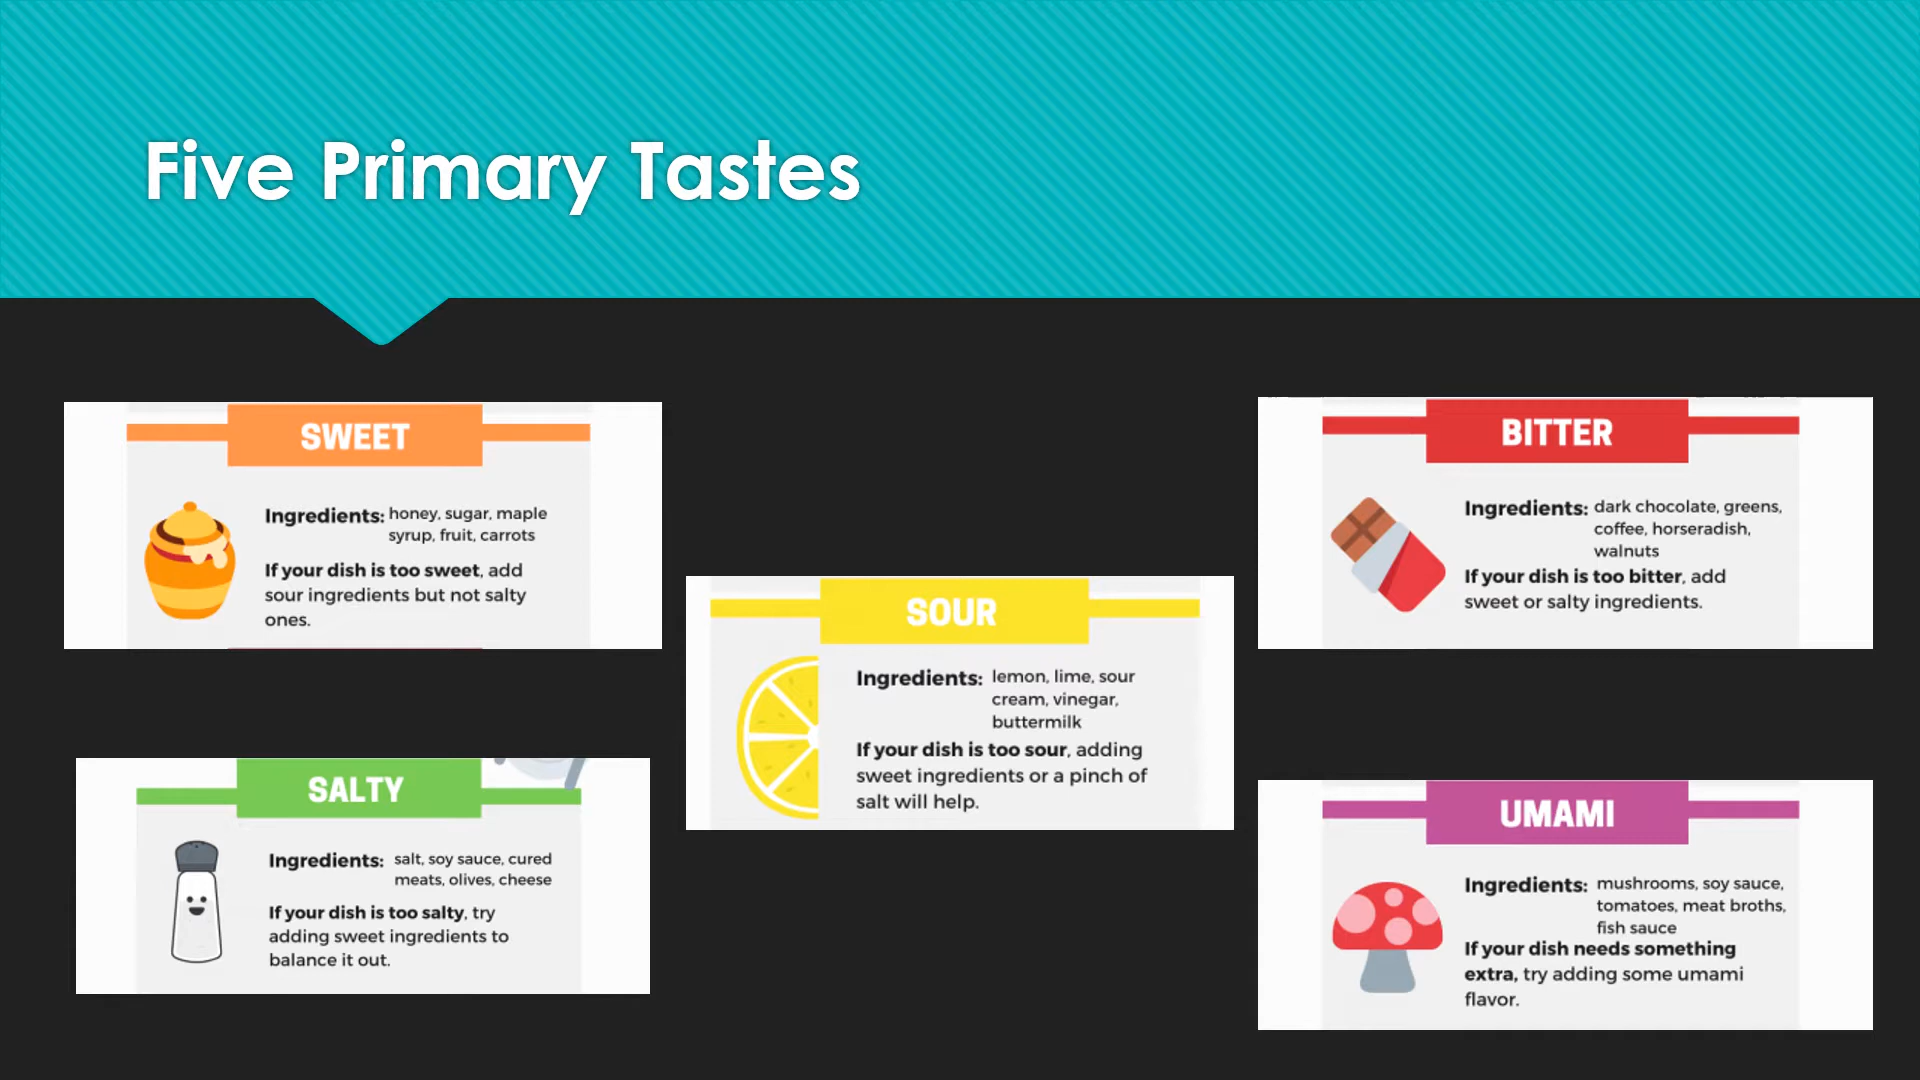 Five Primary Tastes
SWEET
Ingredients: honey, sugar, maple
syrup, fruit, carrots
If your dish is too sweet, add
sour ingredients but not salty
ones.
SALTY
Ingredients: salt, soy sauce, cured
meats, olives, cheese
If your dish is too salty, try
adding sweet ingredients to
balance it out.
SOUR
Ingredients: lemon, lime, sour
cream, vinegar,
buttermilk
If your dish is too sour, adding
sweet ingredients or a pinch of
salt will help.
BITTER
Ingredients: dark chocolate, greens,
coffee, horseradish,
walnuts
If your dish is too bitter, add
sweet or salty ingredients.
UMAMI
Ingredients: mushrooms, soy sauce,
tomatoes, meat broths,
fish sauce
If your dish needs something
extra, try adding some umami
flavor.